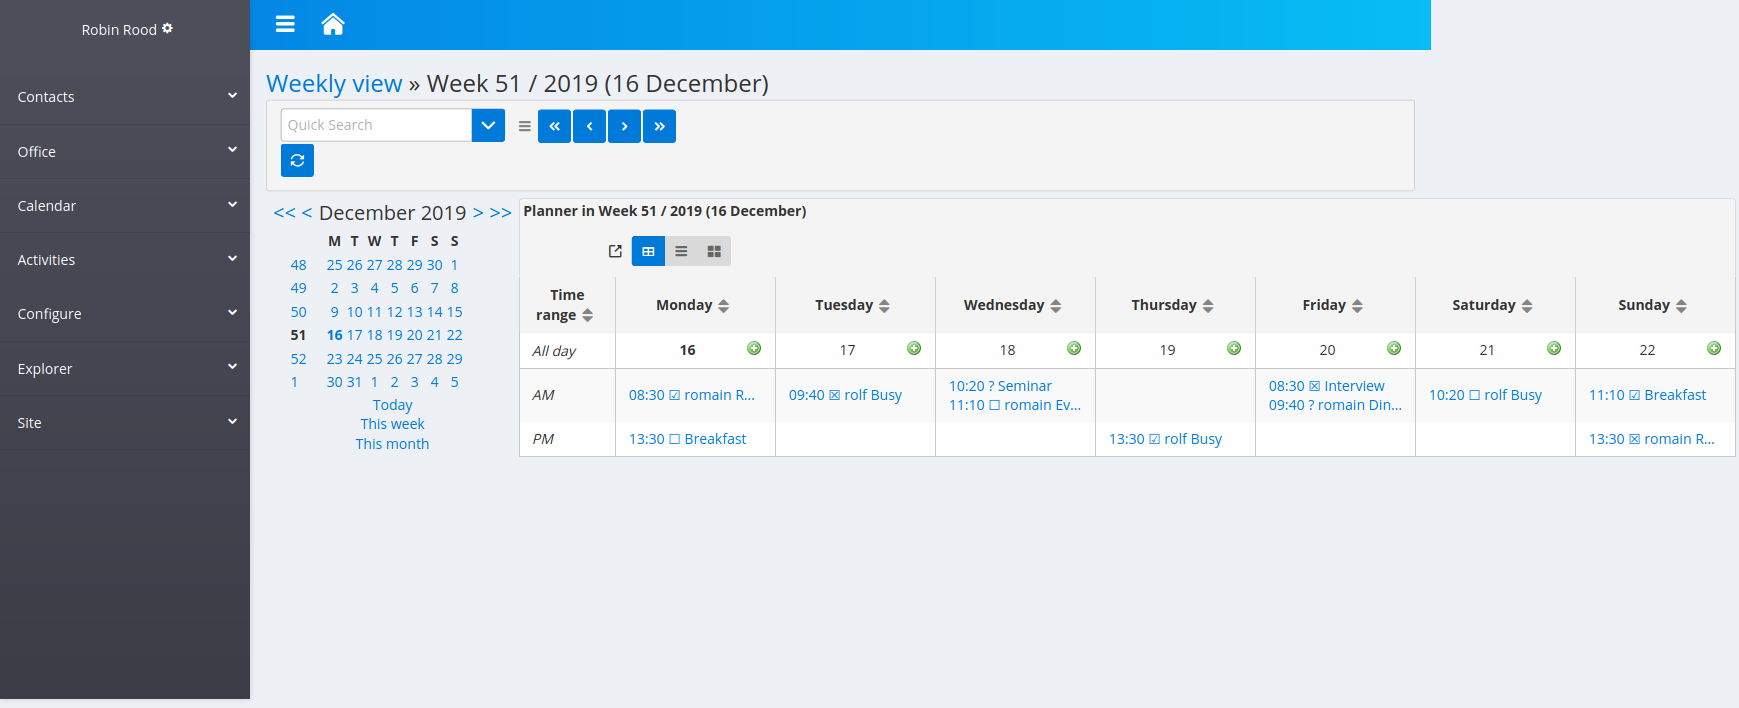 Robin Rood
Contacts
Office
Calendar
Activities
Configure
Explorer
Site
Weekly view » Week 51 / 2019 (16 December)
Quick Search
<< < December 2019 > >>
M T W T F S S
48 25 26 27 28 29 30 1
49 2 3 4 5 6 7 8
50 9 10 11 12 13 14 15
51 16 17 18 19 20 21 22
52 23 24 25 26 27 28 29
1 30 31 1 2 3 4 5
Today
This week
This month
Planner in Week 51 / 2019 (16 December)
Time range Monday Tuesday Wednesday Thursday Friday Saturday Sunday
All day 16 17 18 19 20 21 22
AM
08:30 ☑ romain R...
09:40 ☒ rolf Busy
10:20 ? Seminar
11:10 ☐ romain Ev...
08:30 ☒ Interview
09:40 ? romain Din...
10:20 ☐ rolf Busy
11:10 ☑ Breakfast
PM
13:30 ☐ Breakfast
13:30 ☑ rolf Busy
13:30 ☒ romain R...